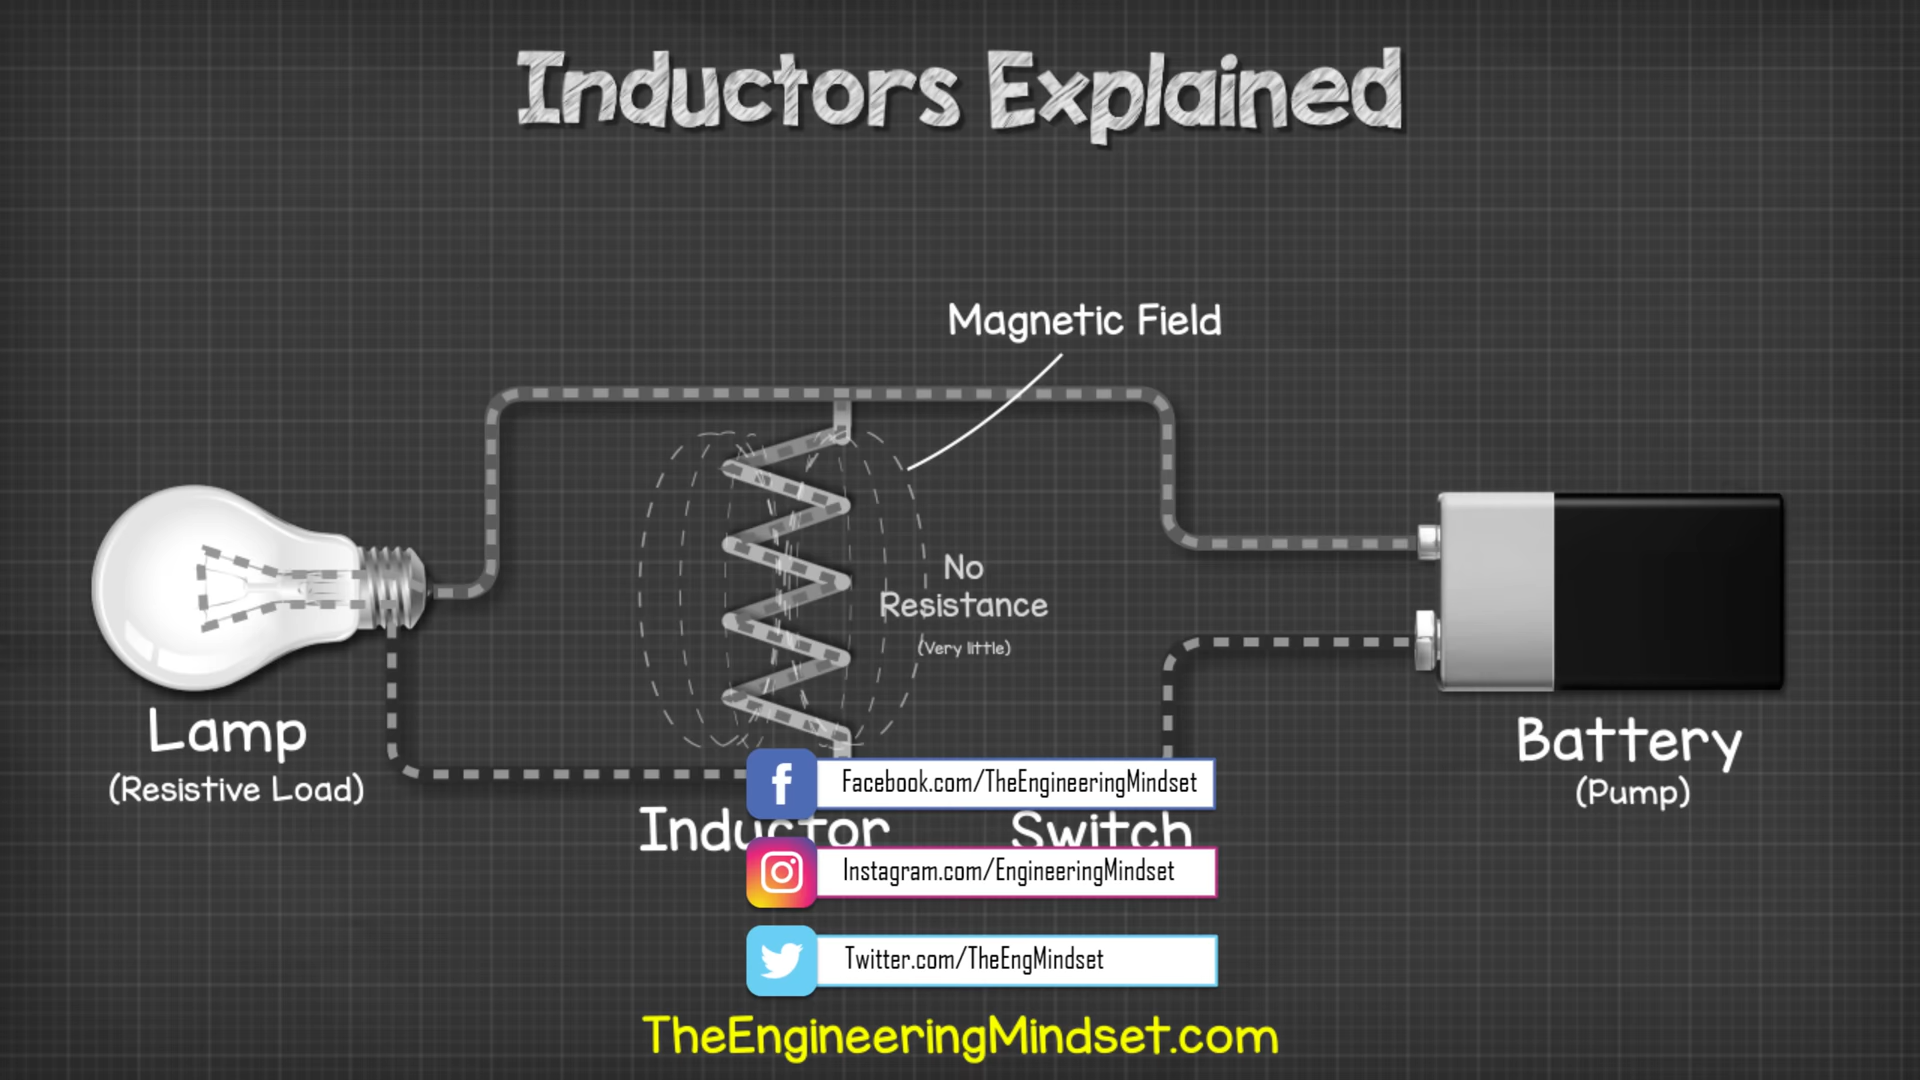 Inductors Explained
Magnetic Field
No
Resistance
(Very little)
Lamp
(Resistive Load)
Battery
(Pump)
Facebook.com/TheEngineeringMindset
Inductor
Switch
Instagram.com/EngineeringMindset
Twitter.com/TheEngMindset
TheEngineeringMindset.com